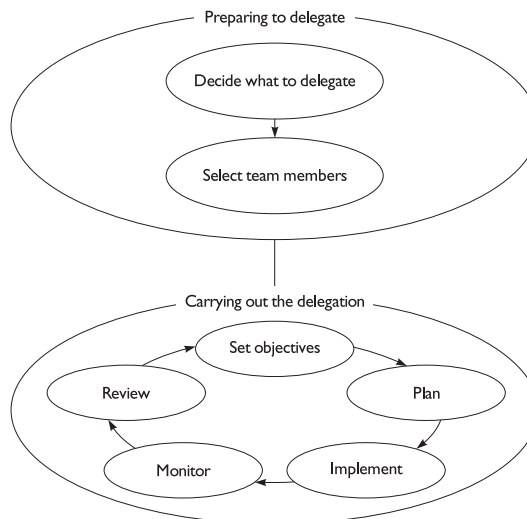 Preparing to delegate
Decide what to delegate
Select team members
Carrying out the delegation
Set objectives
Review
Plan
Monitor
Implement